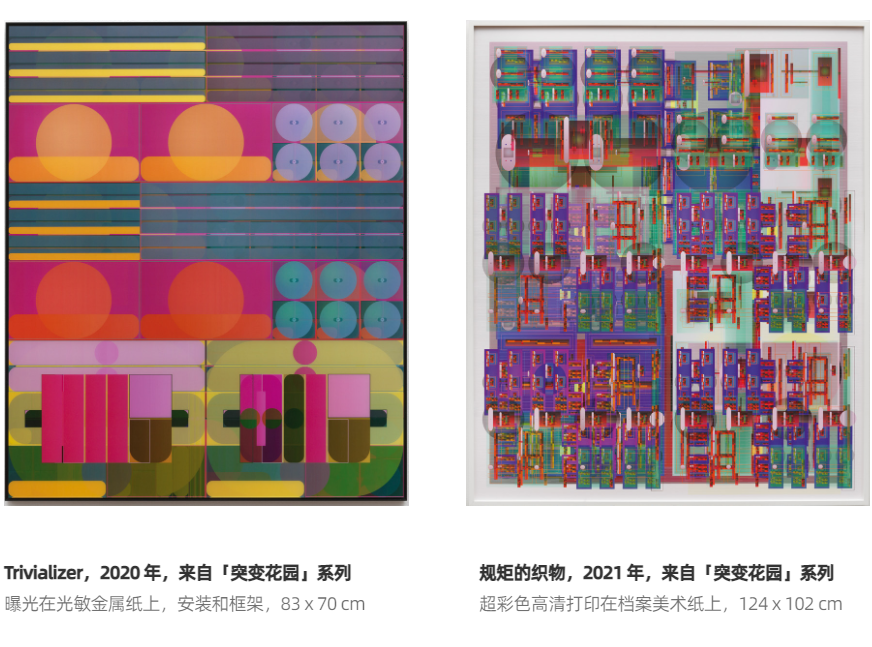 Trivializer，2020 年，来自「突变花园」系列
曝光在光敏金属纸上，安装和框架，83 x 70 cm
规矩的织物，2021 年，来自「突变花园」系列
超彩色高清打印在档案美术纸上，124 x 102 cm